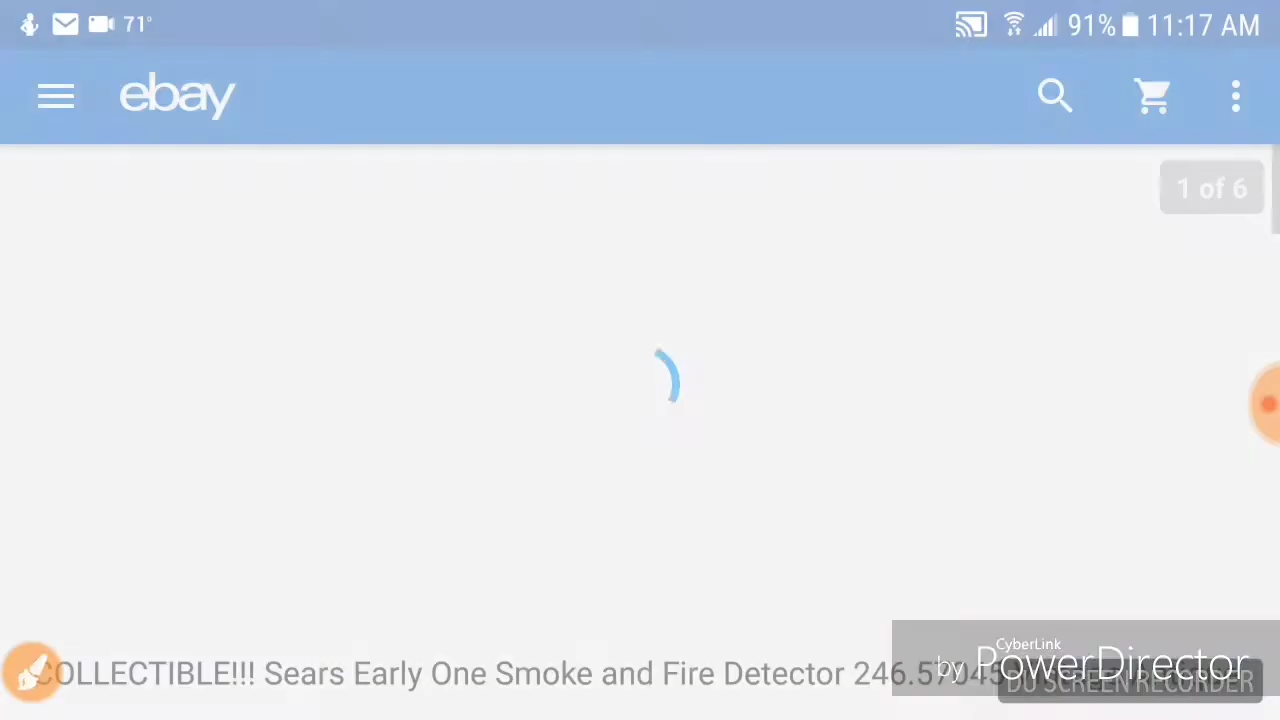 71° 91% 11:17 AM
ebay
1 of 6
COLLECTIBLE!!! Sears Early One Smoke and Fire Detector 246.57045
CyberLink
by PowerDirector
DU SCREEN RECORDER